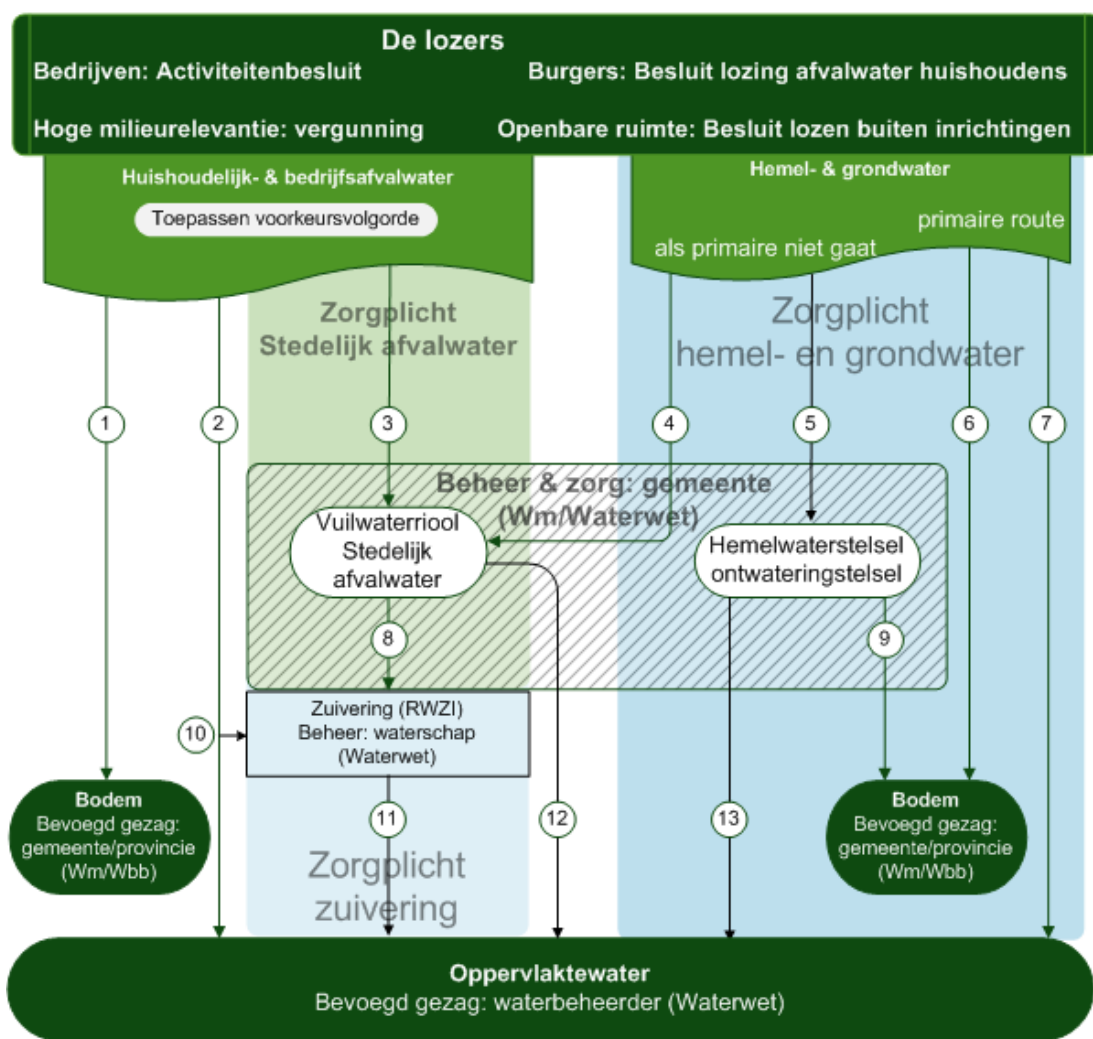 De lozers
Bedrijven: Activiteitenbesluit
Burgers: Besluit lozing afvalwater huishoudens
Hoge milieurelevantie: vergunning
Openbare ruimte: Besluit lozen buiten inrichtingen
Huishoudelijk- & bedrijfsafvalwater
Toepassen voorkeursvolgorde
Hemel- & grondwater
primaire route
als primaire niet gaat
Zorgplicht
Stedelijk afvalwater
Zorgplicht
hemel- en grondwater
1
2
3
4
5
6
7
Beheer & zorg: gemeente
(Wm/Waterwet)
Vuilwaterriool
Stedelijk
afvalwater
Hemelwaterstelsel
ontwateringstelsel
8
9
10
Zuivering (RWZI)
Beheer: waterschap
(Waterwet)
11
12
13
Bodem
Bevoegd gezag:
gemeente/provincie
(Wm/Wbb)
Bodem
Bevoegd gezag:
gemeente/provincie
(Wm/Wbb)
Zorgplicht
zuivering
Oppervlaktewater
Bevoegd gezag: waterbeheerder (Waterwet)